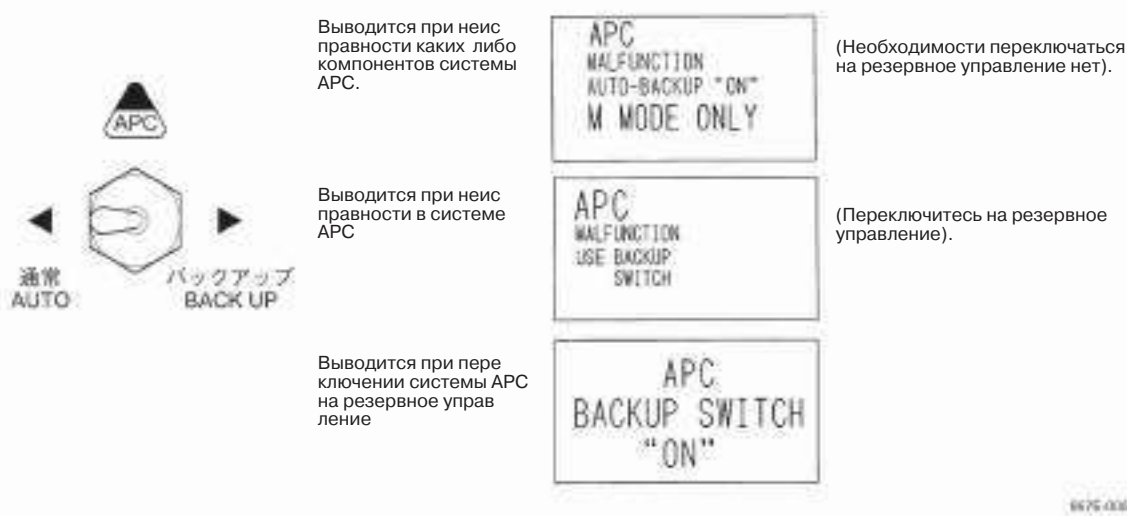 APC
通常
AUTO
バックアップ
BACK UP
Выводится при неис
правности каких либо
компонентов системы
APC.
APC
MALFUNCTION
AUTO-BACKUP "ON"
M MODE ONLY
(Необходимости переключаться
на резервное управление нет).
Выводится при неис
правности в системе
APC
APC
MALFUNCTION
USE BACKUP
SWITCH
(Переключитесь на резервное
управление).
Выводится при пере
ключении системы APC
на резервное управ
ление
APC
BACKUP SWITCH
“ON”